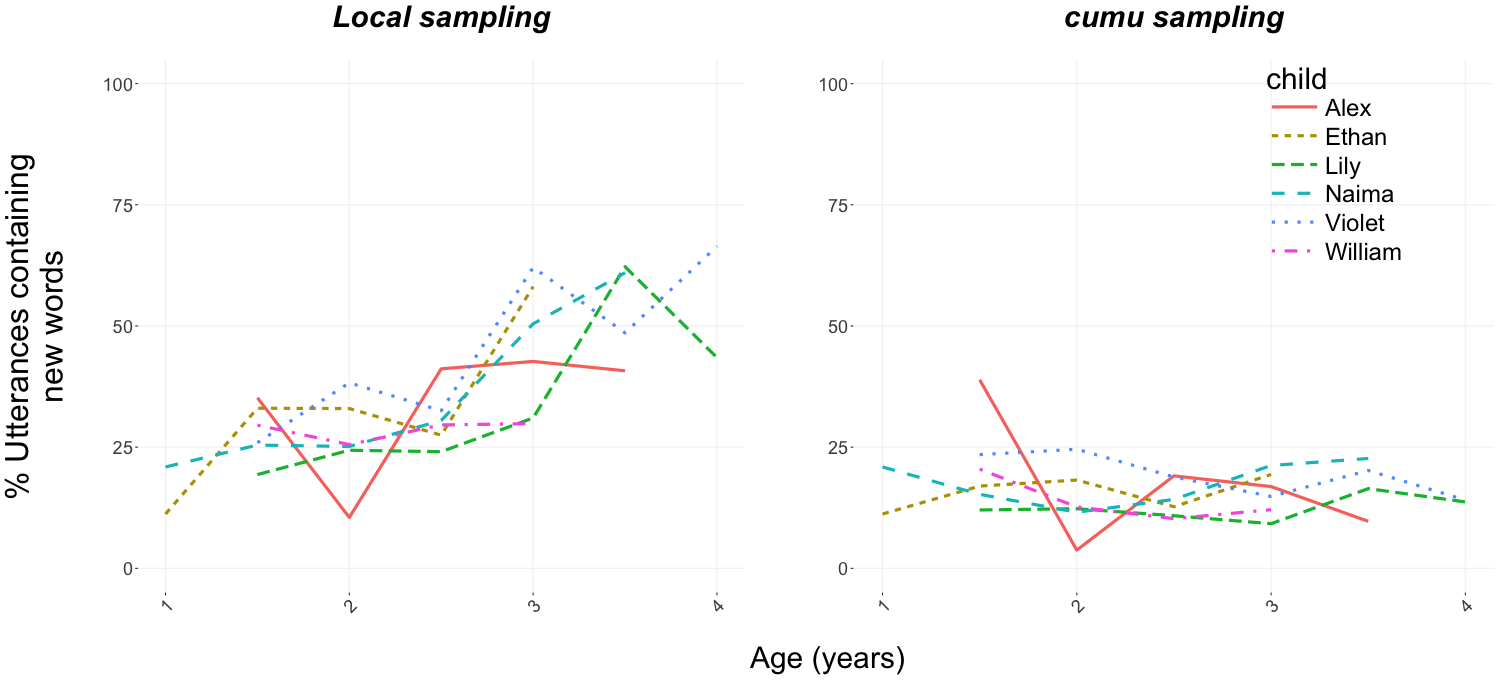 Local sampling
cumu sampling
% Utterances containing
new words
100
75
50
25
0
1
2
3
4
100
75
50
25
0
1
2
3
4
child
Alex
Ethan
Lily
Naima
Violet
William
Age (years)